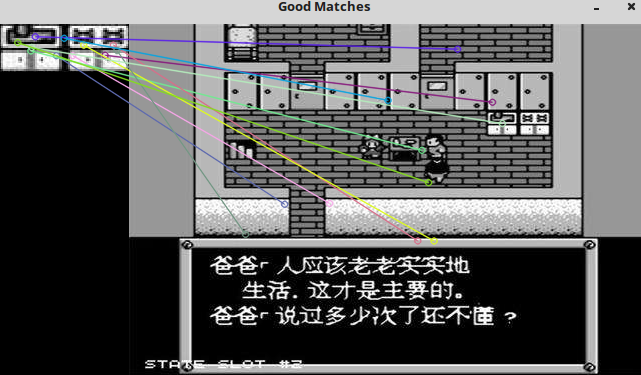 Good Matches
爸爸「人应该老老实实地
生活．这才是主要的。
爸爸「说过多少次了还不懂？
STATE SLOT #2